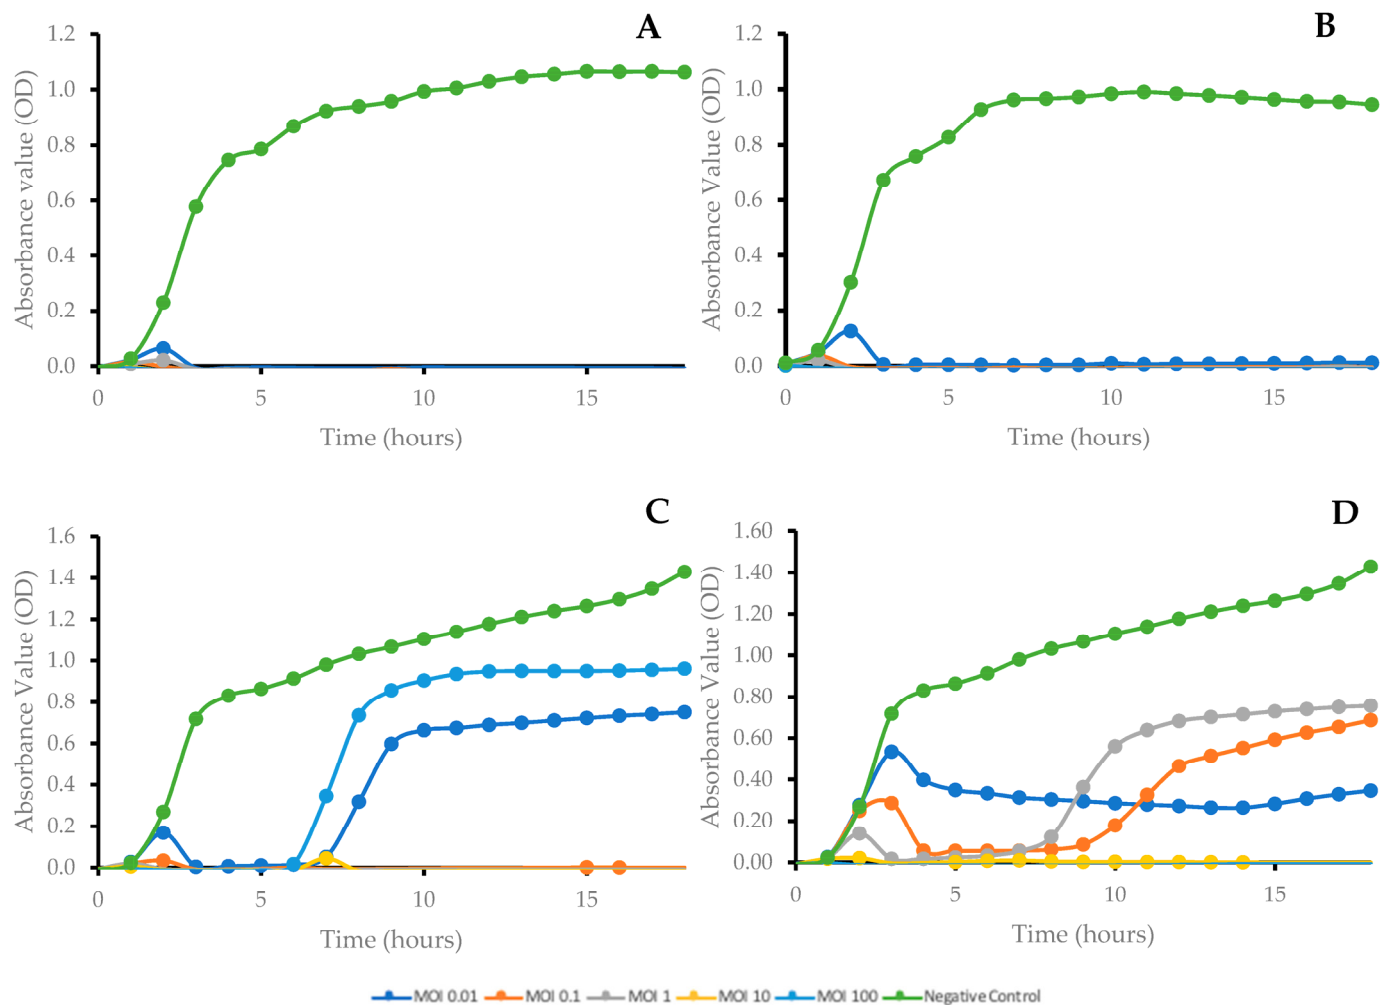 A
Absorbance value (OD)
1.2
1.0
0.8
0.6
0.4
0.2
0.0
0 5 10 15
Time (hours)
B
Absorbance Value (OD)
1.2
1.0
0.8
0.6
0.4
0.2
0.0
0 5 10 15
Time (hours)
C
Absorbance Value (OD)
1.6
1.4
1.2
1.0
0.8
0.6
0.4
0.2
0.0
0 5 10 15
Time (hours)
D
Absorbance Value (OD)
1.60
1.40
1.20
1.00
0.80
0.60
0.40
0.20
0.00
0 5 10 15
Time (hours)
MOI 0.01 MOI 0.1 MOI 1 MOI 10 MOI 100 Negative Control